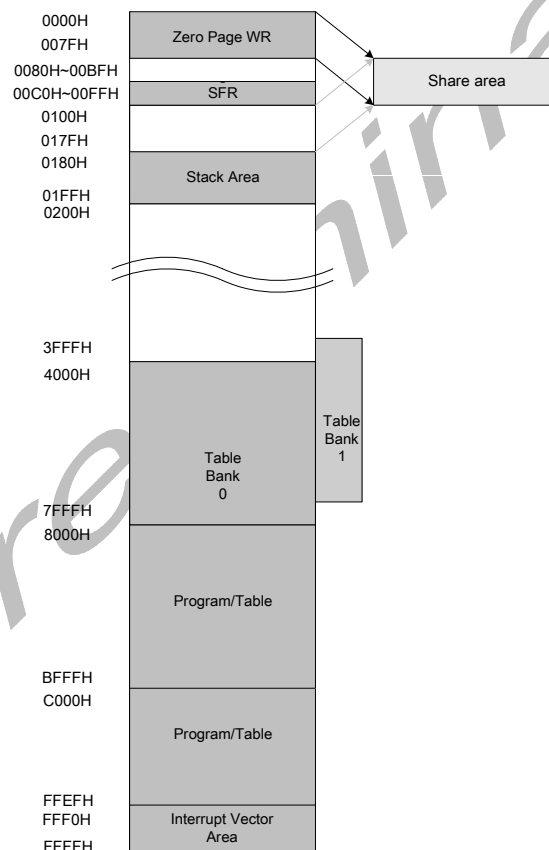 0000H
Zero Page WR
007FH
0080H~00BFH
Share area
00C0H~00FFH
SFR
0100H
017FH
0180H
Stack Area
01FFH
0200H
3FFFH
4000H
Table
Bank
1
Table
Bank
0
7FFFH
8000H
Program/Table
BFFFH
C000H
Program/Table
FFEFH
FFF0H
Interrupt Vector
Area
FFFFH